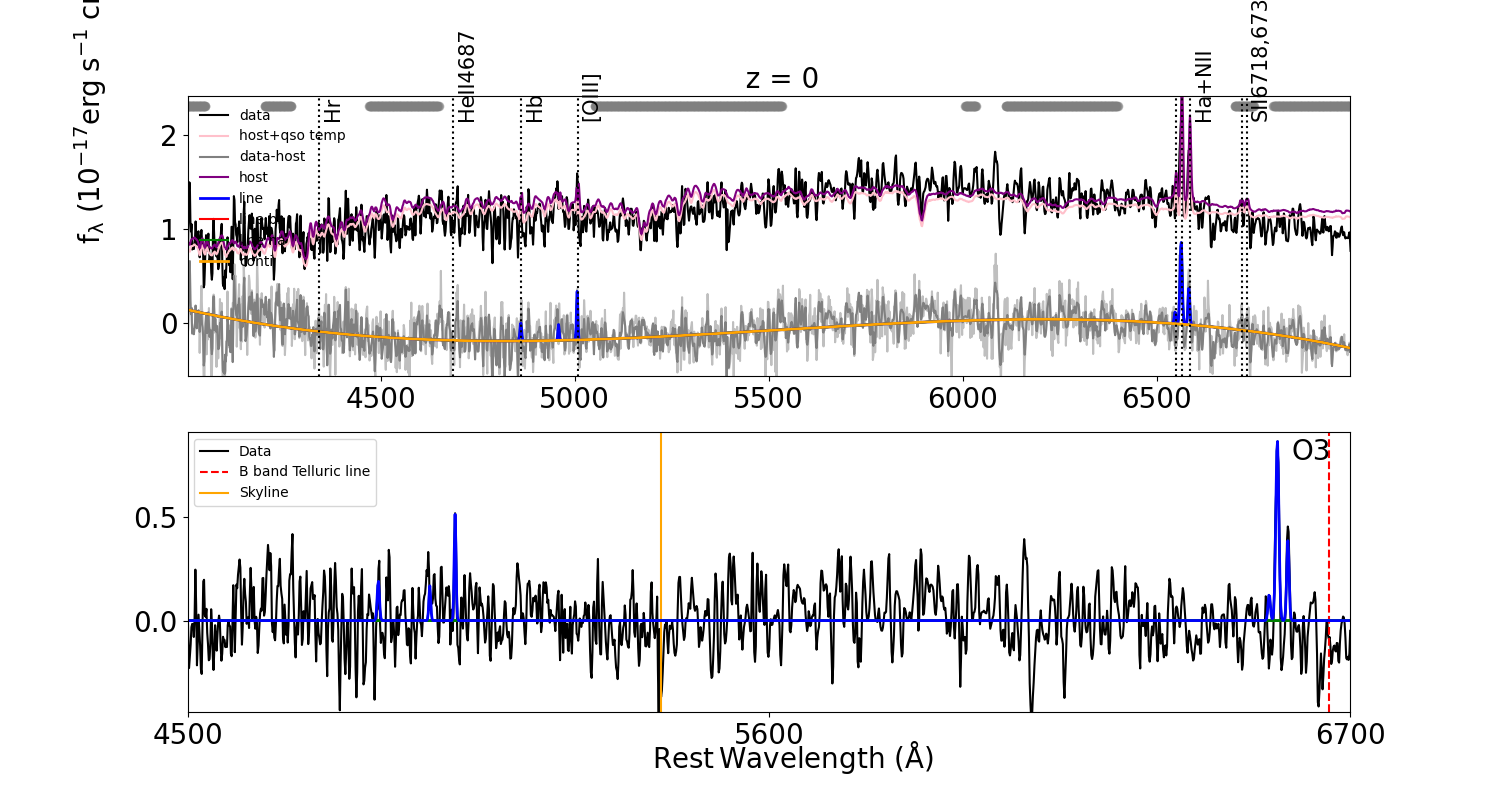 z = 0
f_λ (10^−17 erg s^−1 c
Hr
HeII4687
Hb
[OIII]
Ha+NII
SII6718,673
data
host+qso temp
data-host
host
line
conti
2
1
0
4500 5000 5500 6000 6500
Data
B band Telluric line
Skyline
O3
0.5
0.0
4500 5600 6700
Rest Wavelength (Å)